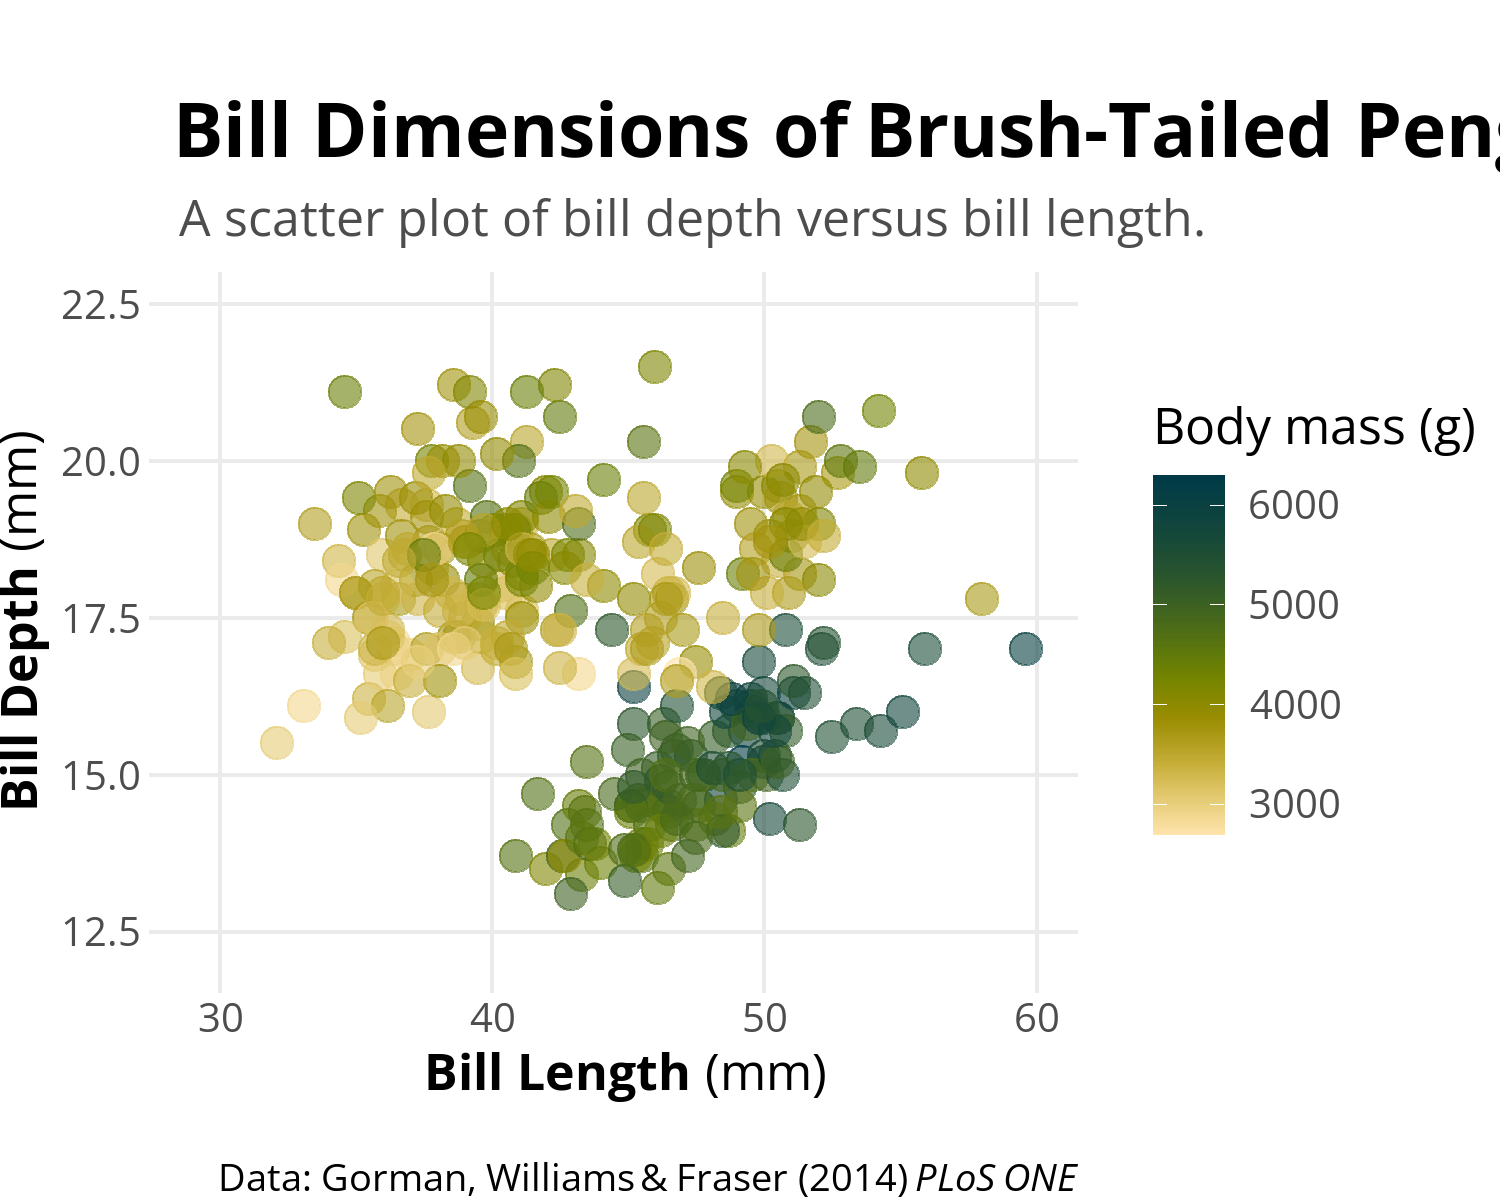 Bill Dimensions of Brush-Tailed Peng
A scatter plot of bill depth versus bill length.
22.5
20.0
17.5
15.0
12.5
Bill Depth (mm)
30 40 50 60
Bill Length (mm)
Body mass (g)
6000
5000
4000
3000
Data: Gorman, Williams & Fraser (2014) PLoS ONE